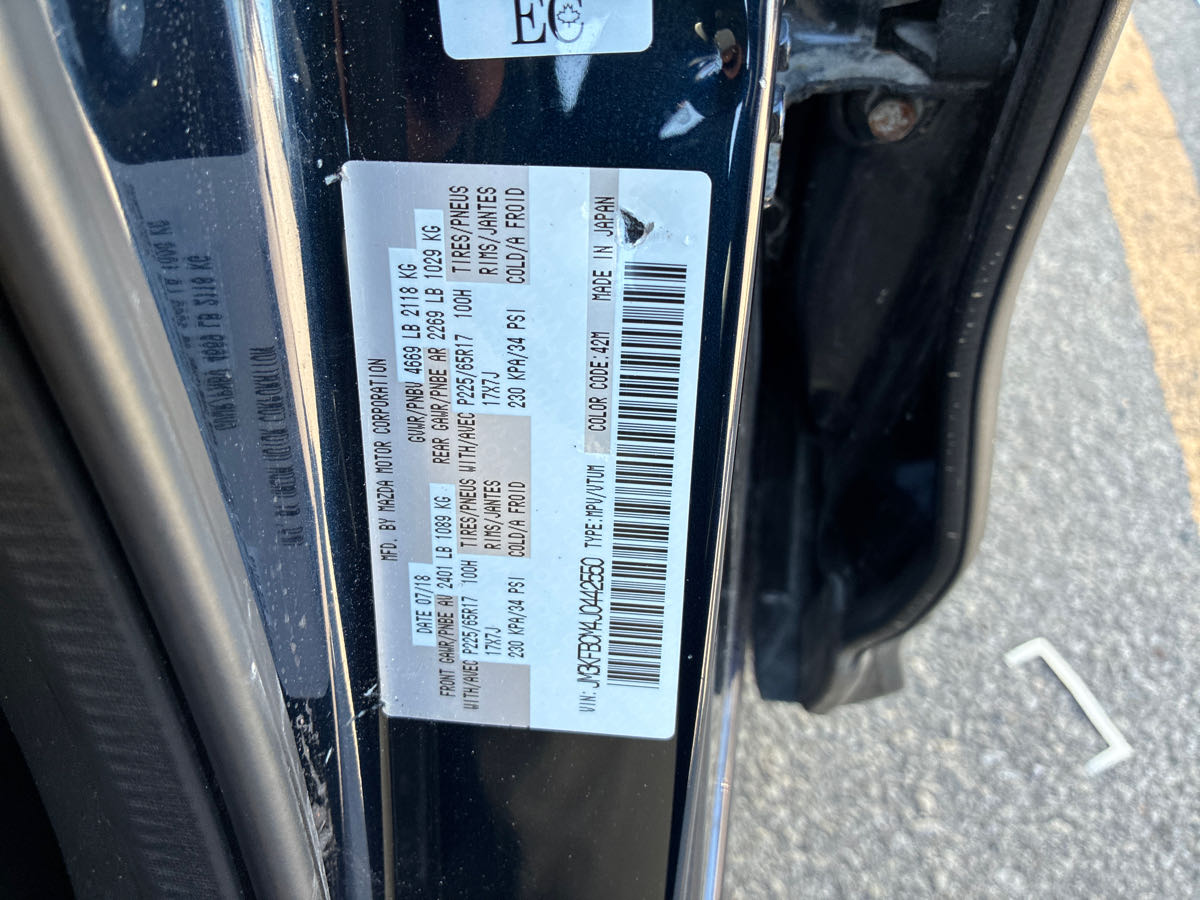 EC
MFD. BY MAZDA MOTOR CORPORATION
DATE 07/18 GVWR/PNBV 4669 LB 2118 KG
FRONT GAWR/PNBE AV 2401 LB 1089 KG REAR GAWR/PNBE AR 2269 LB 1029 KG
WITH/AVEC P225/65R17 100H TIRES/PNEUS WITH/AVEC P225/65R17 100H TIRES/PNEUS
17X7J RIMS/JANTES 17X7J RIMS/JANTES
230 KPA/34 PSI COLD/A FROID 230 KPA/34 PSI COLD/A FROID
VIN: JM3KFBCM4J0442550 TYPE:MPV/VTUM COLOR CODE:42M MADE IN JAPAN